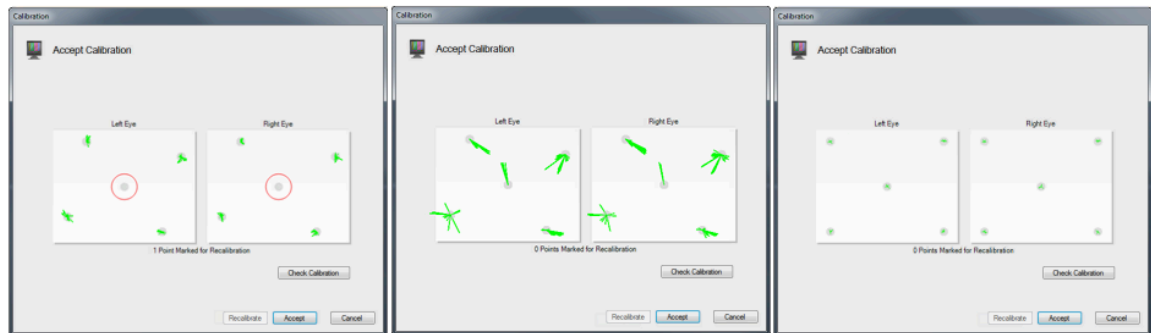 Calibration
Accept Calibration
Left Eye Right Eye
1 Point Marked for Recalibration
Check Calibration
Recalibrate Accept Cancel
Calibration
Accept Calibration
Left Eye Right Eye
0 Points Marked for Recalibration
Check Calibration
Recalibrate Accept Cancel
Calibration
Accept Calibration
Left Eye Right Eye
0 Points Marked for Recalibration
Check Calibration
Recalibrate Accept Cancel